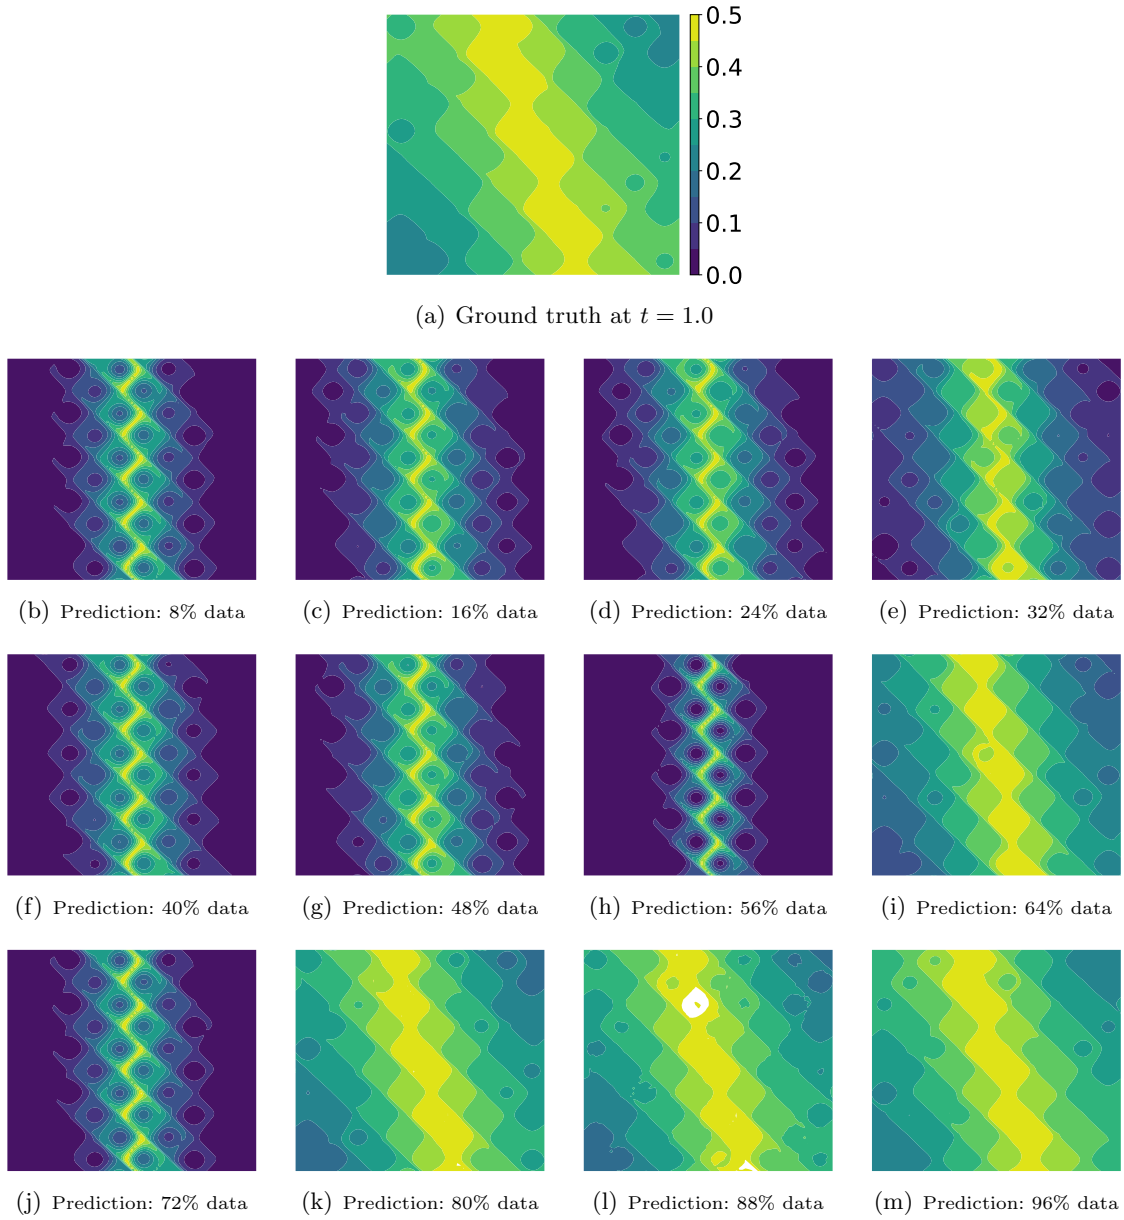 0.5
0.4
0.3
0.2
0.1
0.0
(a) Ground truth at t = 1.0
(b) Prediction: 8% data
(c) Prediction: 16% data
(d) Prediction: 24% data
(e) Prediction: 32% data
(f) Prediction: 40% data
(g) Prediction: 48% data
(h) Prediction: 56% data
(i) Prediction: 64% data
(j) Prediction: 72% data
(k) Prediction: 80% data
(l) Prediction: 88% data
(m) Prediction: 96% data